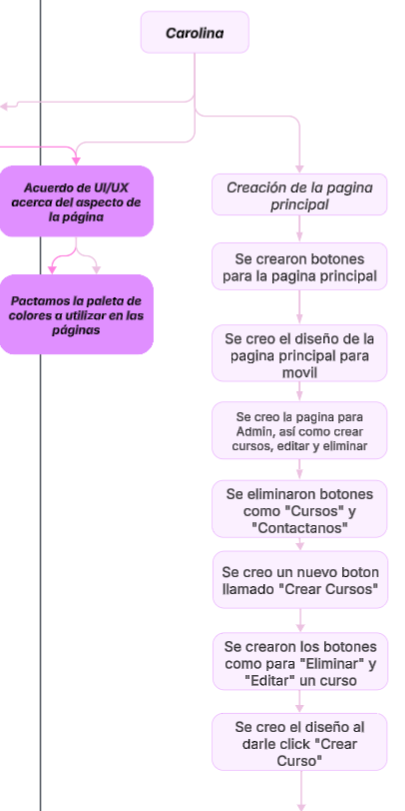 Carolina
Acuerdo de UI/UX
acerca del aspecto de
la página
Pactamos la paleta de
colores a utilizar en las
páginas
Creación de la pagina
principal
Se crearon botones
para la pagina principal
Se creo el diseño de la
pagina principal para
movil
Se creo la pagina para
Admin, así como crear
cursos, editar y eliminar
Se eliminaron botones
como "Cursos" y
"Contactanos"
Se creo un nuevo boton
llamado "Crear Cursos"
Se crearon los botones
como para "Eliminar" y
"Editar" un curso
Se creo el diseño al
darle click "Crear
Curso"